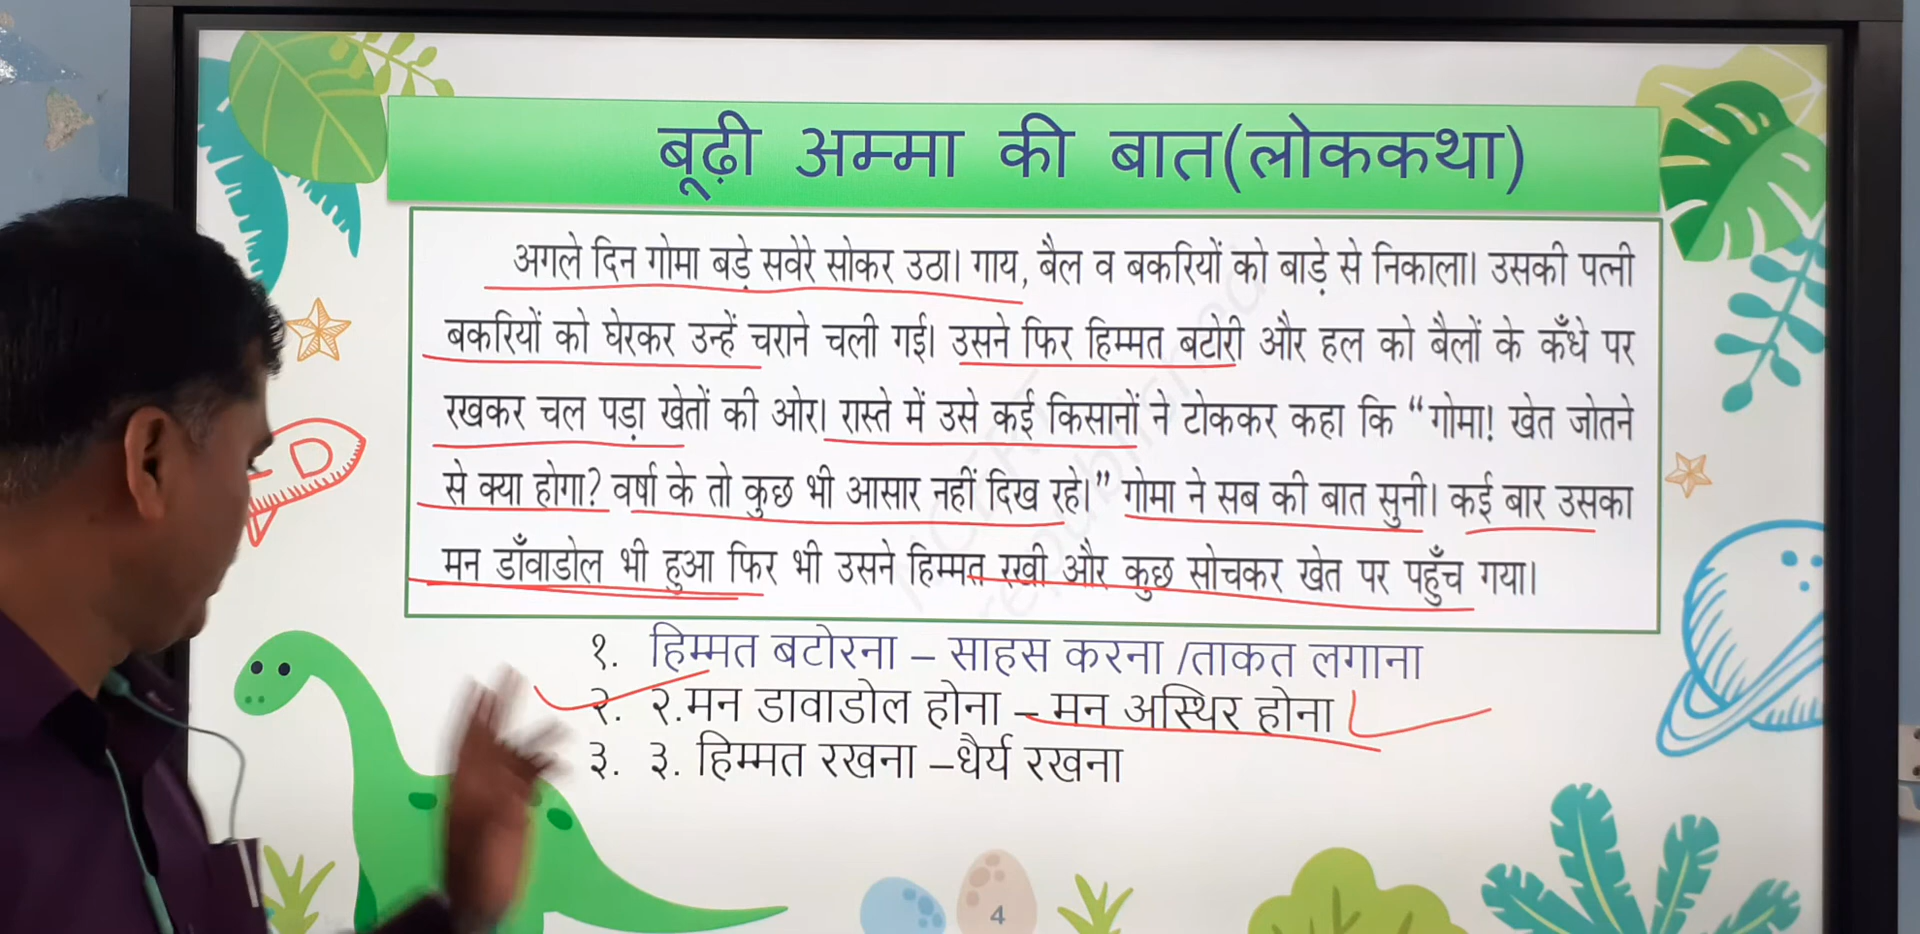 बूढ़ी अम्मा की बात(लोककथा)
अगले दिन गोमा बड़े सवेरे सोकर उठा। गाय, बैल व बकरियों को बाड़े से निकाला। उसकी पत्नी
बकरियों को घेरकर उन्हें चराने चली गई। उसने फिर हिम्मत बटोरी और हल को बैलों के कँधे पर
रखकर चल पड़ा खेतों की ओर। रास्ते में उसे कई किसानों ने टोककर कहा कि “गोमा! खेत जोतने
से क्या होगा? वर्षा के तो कुछ भी आसार नहीं दिख रहे।” गोमा ने सब की बात सुनी। कई बार उसका
मन डाँवाडोल भी हुआ फिर भी उसने हिम्मत रखी और कुछ सोचकर खेत पर पहुँच गया।
१. हिम्मत बटोरना – साहस करना /ताकत लगाना
२. २.मन डावाडोल होना – मन अस्थिर होना
३. ३. हिम्मत रखना –धैर्य रखना
4